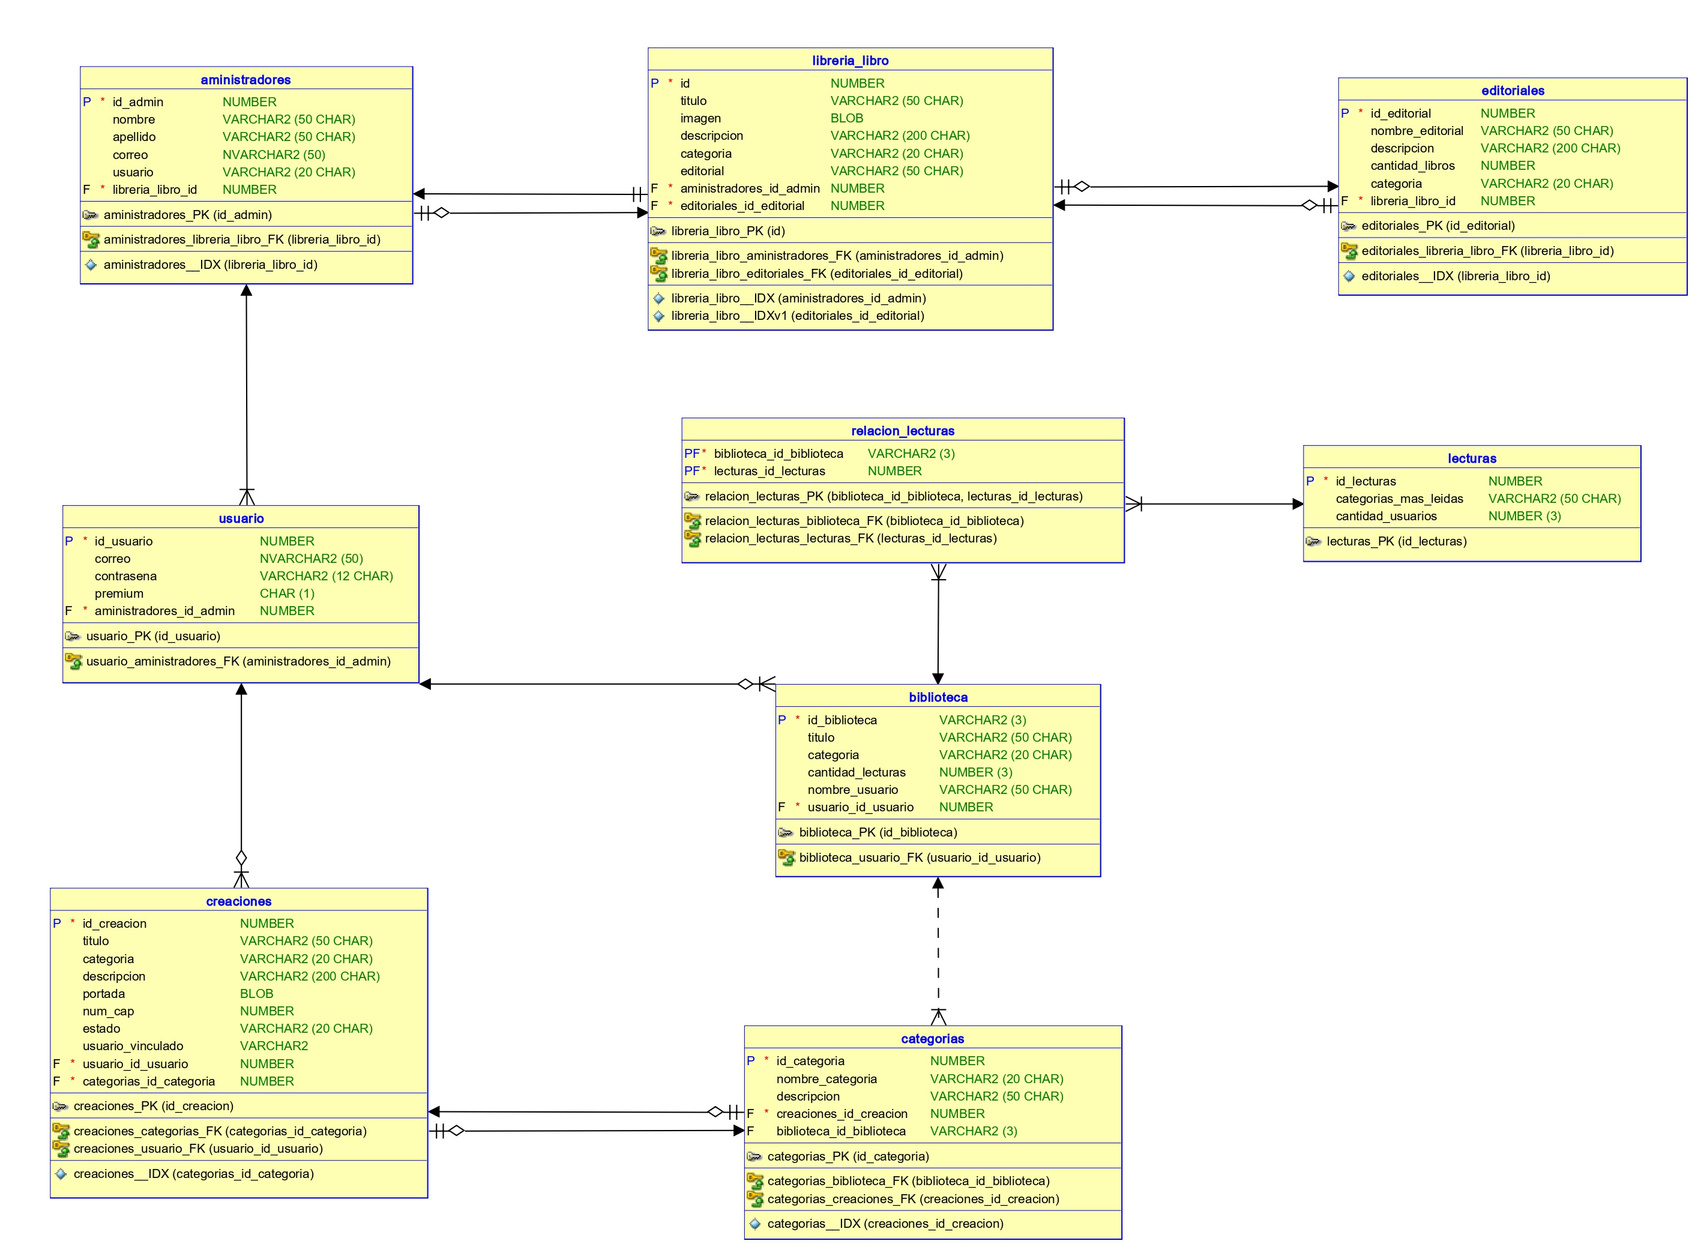 aministradores
P * id_admin NUMBER
nombre VARCHAR2 (50 CHAR)
apellido VARCHAR2 (50 CHAR)
correo NVARCHAR2 (50)
usuario VARCHAR2 (20 CHAR)
F * libreria_libro_id NUMBER
aministradores_PK (id_admin)
aministradores_libreria_libro_FK (libreria_libro_id)
aministradores__IDX (libreria_libro_id)
libreria_libro
P * id NUMBER
titulo VARCHAR2 (50 CHAR)
imagen BLOB
descripcion VARCHAR2 (200 CHAR)
categoria VARCHAR2 (20 CHAR)
editorial VARCHAR2 (50 CHAR)
F * aministradores_id_admin NUMBER
F * editoriales_id_editorial NUMBER
libreria_libro_PK (id)
libreria_libro_aministradores_FK (aministradores_id_admin)
libreria_libro_editoriales_FK (editoriales_id_editorial)
libreria_libro__IDX (aministradores_id_admin)
libreria_libro__IDXv1 (editoriales_id_editorial)
editoriales
P * id_editorial NUMBER
nombre_editorial VARCHAR2 (50 CHAR)
descripcion VARCHAR2 (200 CHAR)
cantidad_libros NUMBER
categoria VARCHAR2 (20 CHAR)
F * libreria_libro_id NUMBER
editoriales_PK (id_editorial)
editoriales_libreria_libro_FK (libreria_libro_id)
editoriales__IDX (libreria_libro_id)
relacion_lecturas
PF* biblioteca_id_biblioteca VARCHAR2 (3)
PF* lecturas_id_lecturas NUMBER
relacion_lecturas_PK (biblioteca_id_biblioteca, lecturas_id_lecturas)
relacion_lecturas_biblioteca_FK (biblioteca_id_biblioteca)
relacion_lecturas_lecturas_FK (lecturas_id_lecturas)
lecturas
P * id_lecturas NUMBER
categorias_mas_leidas VARCHAR2 (50 CHAR)
cantidad_usuarios NUMBER (3)
lecturas_PK (id_lecturas)
usuario
P * id_usuario NUMBER
correo NVARCHAR2 (50)
contrasena VARCHAR2 (12 CHAR)
premium CHAR (1)
F * aministradores_id_admin NUMBER
usuario_PK (id_usuario)
usuario_aministradores_FK (aministradores_id_admin)
biblioteca
P * id_biblioteca VARCHAR2 (3)
titulo VARCHAR2 (50 CHAR)
categoria VARCHAR2 (20 CHAR)
cantidad_lecturas NUMBER (3)
nombre_usuario VARCHAR2 (50 CHAR)
F * usuario_id_usuario NUMBER
biblioteca_PK (id_biblioteca)
biblioteca_usuario_FK (usuario_id_usuario)
creaciones
P * id_creacion NUMBER
titulo VARCHAR2 (50 CHAR)
categoria VARCHAR2 (20 CHAR)
descripcion VARCHAR2 (200 CHAR)
portada BLOB
num_cap NUMBER
estado VARCHAR2 (20 CHAR)
usuario_vinculado VARCHAR2
F * usuario_id_usuario NUMBER
F * categorias_id_categoria NUMBER
creaciones_PK (id_creacion)
creaciones_categorias_FK (categorias_id_categoria)
creaciones_usuario_FK (usuario_id_usuario)
creaciones__IDX (categorias_id_categoria)
categorias
P * id_categoria NUMBER
nombre_categoria VARCHAR2 (20 CHAR)
descripcion VARCHAR2 (50 CHAR)
F * creaciones_id_creacion NUMBER
F biblioteca_id_biblioteca VARCHAR2 (3)
categorias_PK (id_categoria)
categorias_biblioteca_FK (biblioteca_id_biblioteca)
categorias_creaciones_FK (creaciones_id_creacion)
categorias__IDX (creaciones_id_creacion)